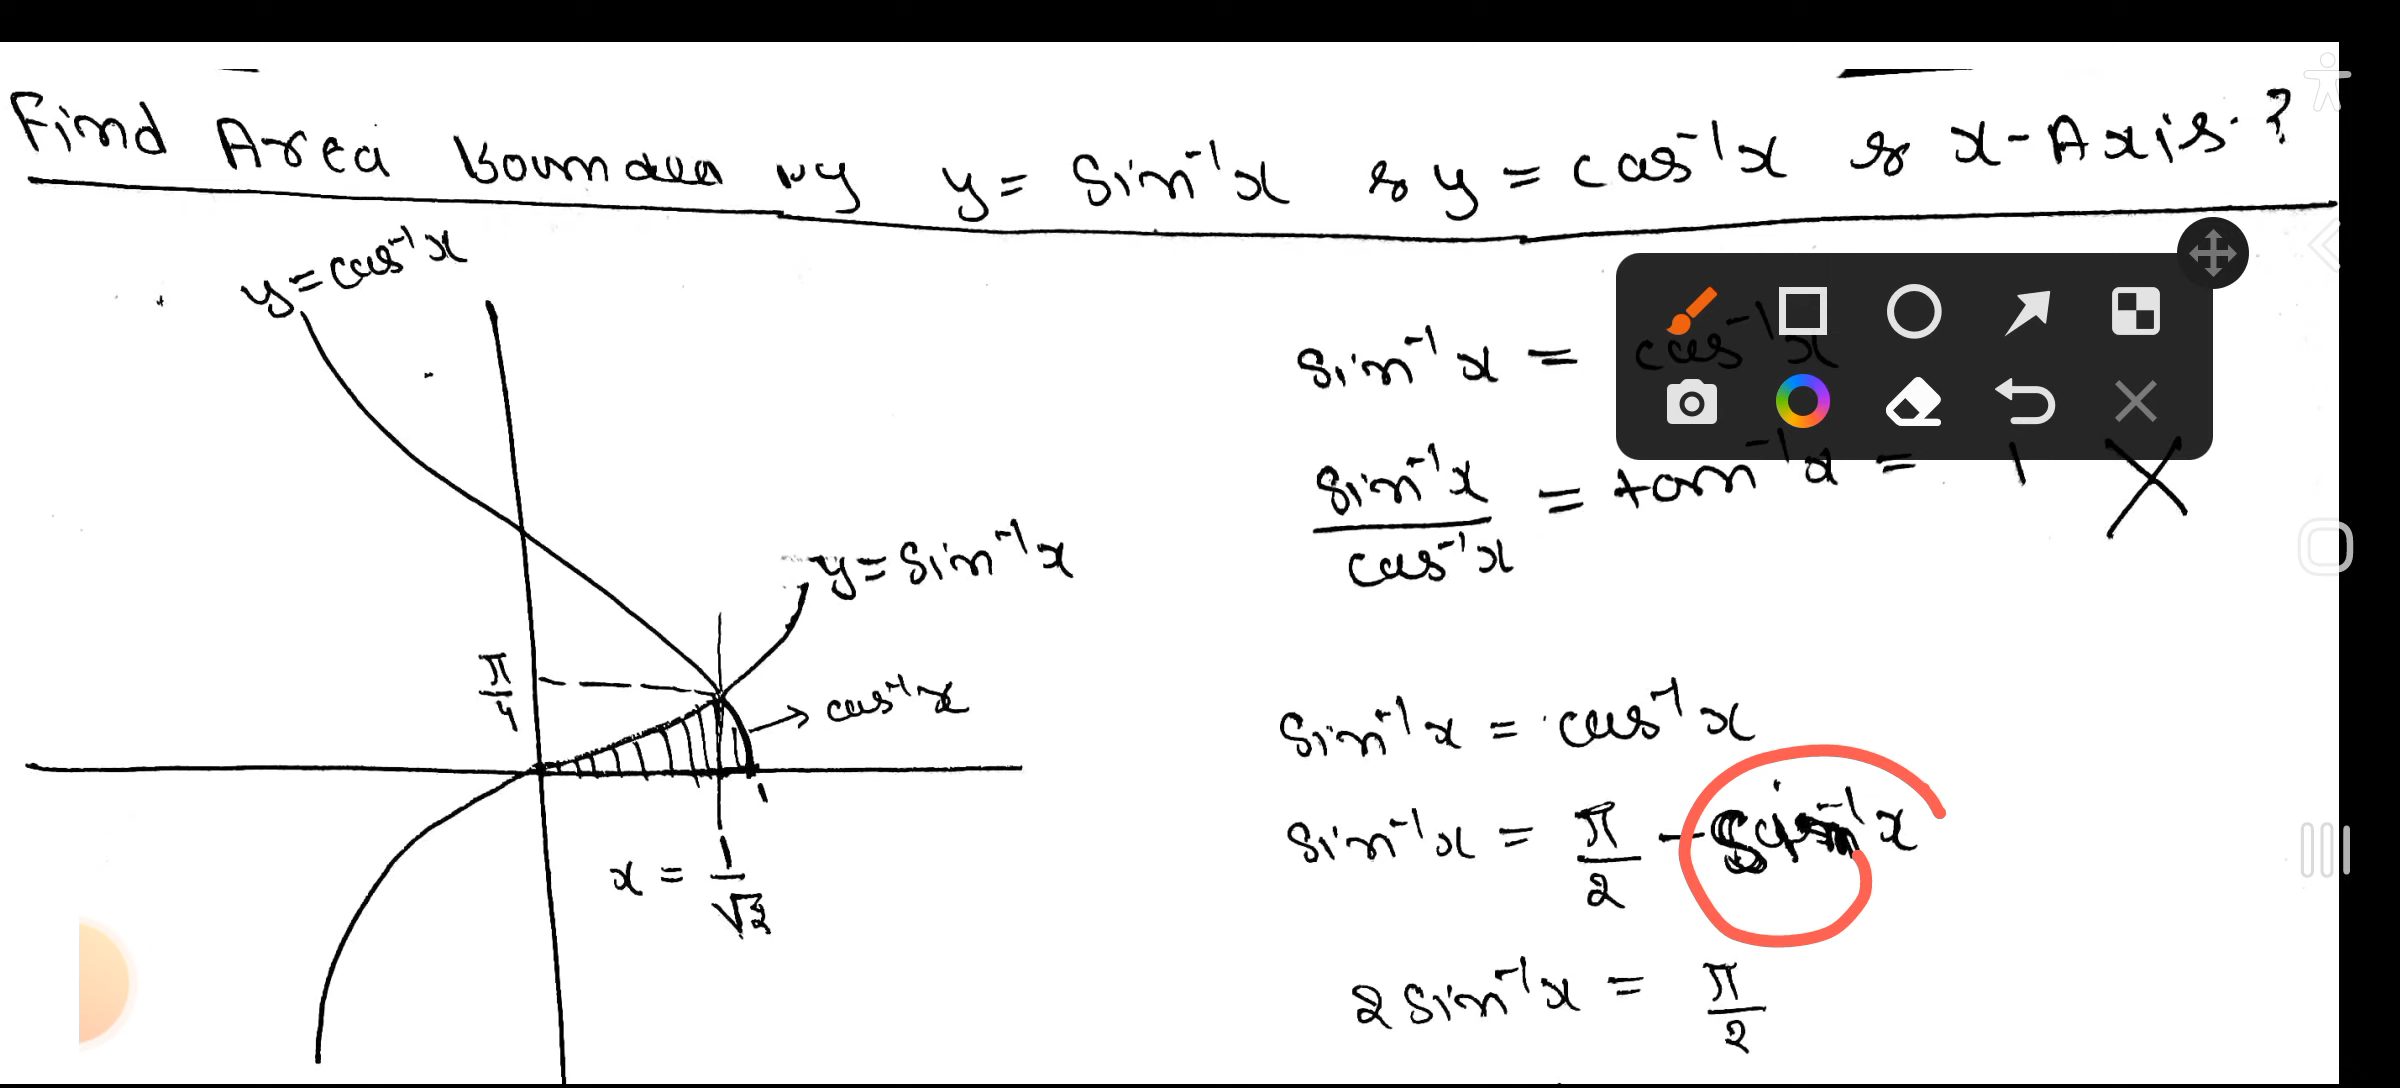 Find Area bounded by y = Sin⁻¹x & y = cos⁻¹x & x-Axis.?
y = cos⁻¹x
Sin⁻¹x = cos⁻¹x
Sin⁻¹x / cos⁻¹x = tan⁻¹x = 1 X
y = Sin⁻¹x
π/4
→ cos⁻¹x
1
x = 1/√2
Sin⁻¹x = cos⁻¹x
Sin⁻¹x = π/2 - Sin⁻¹x
2 Sin⁻¹x = π/2